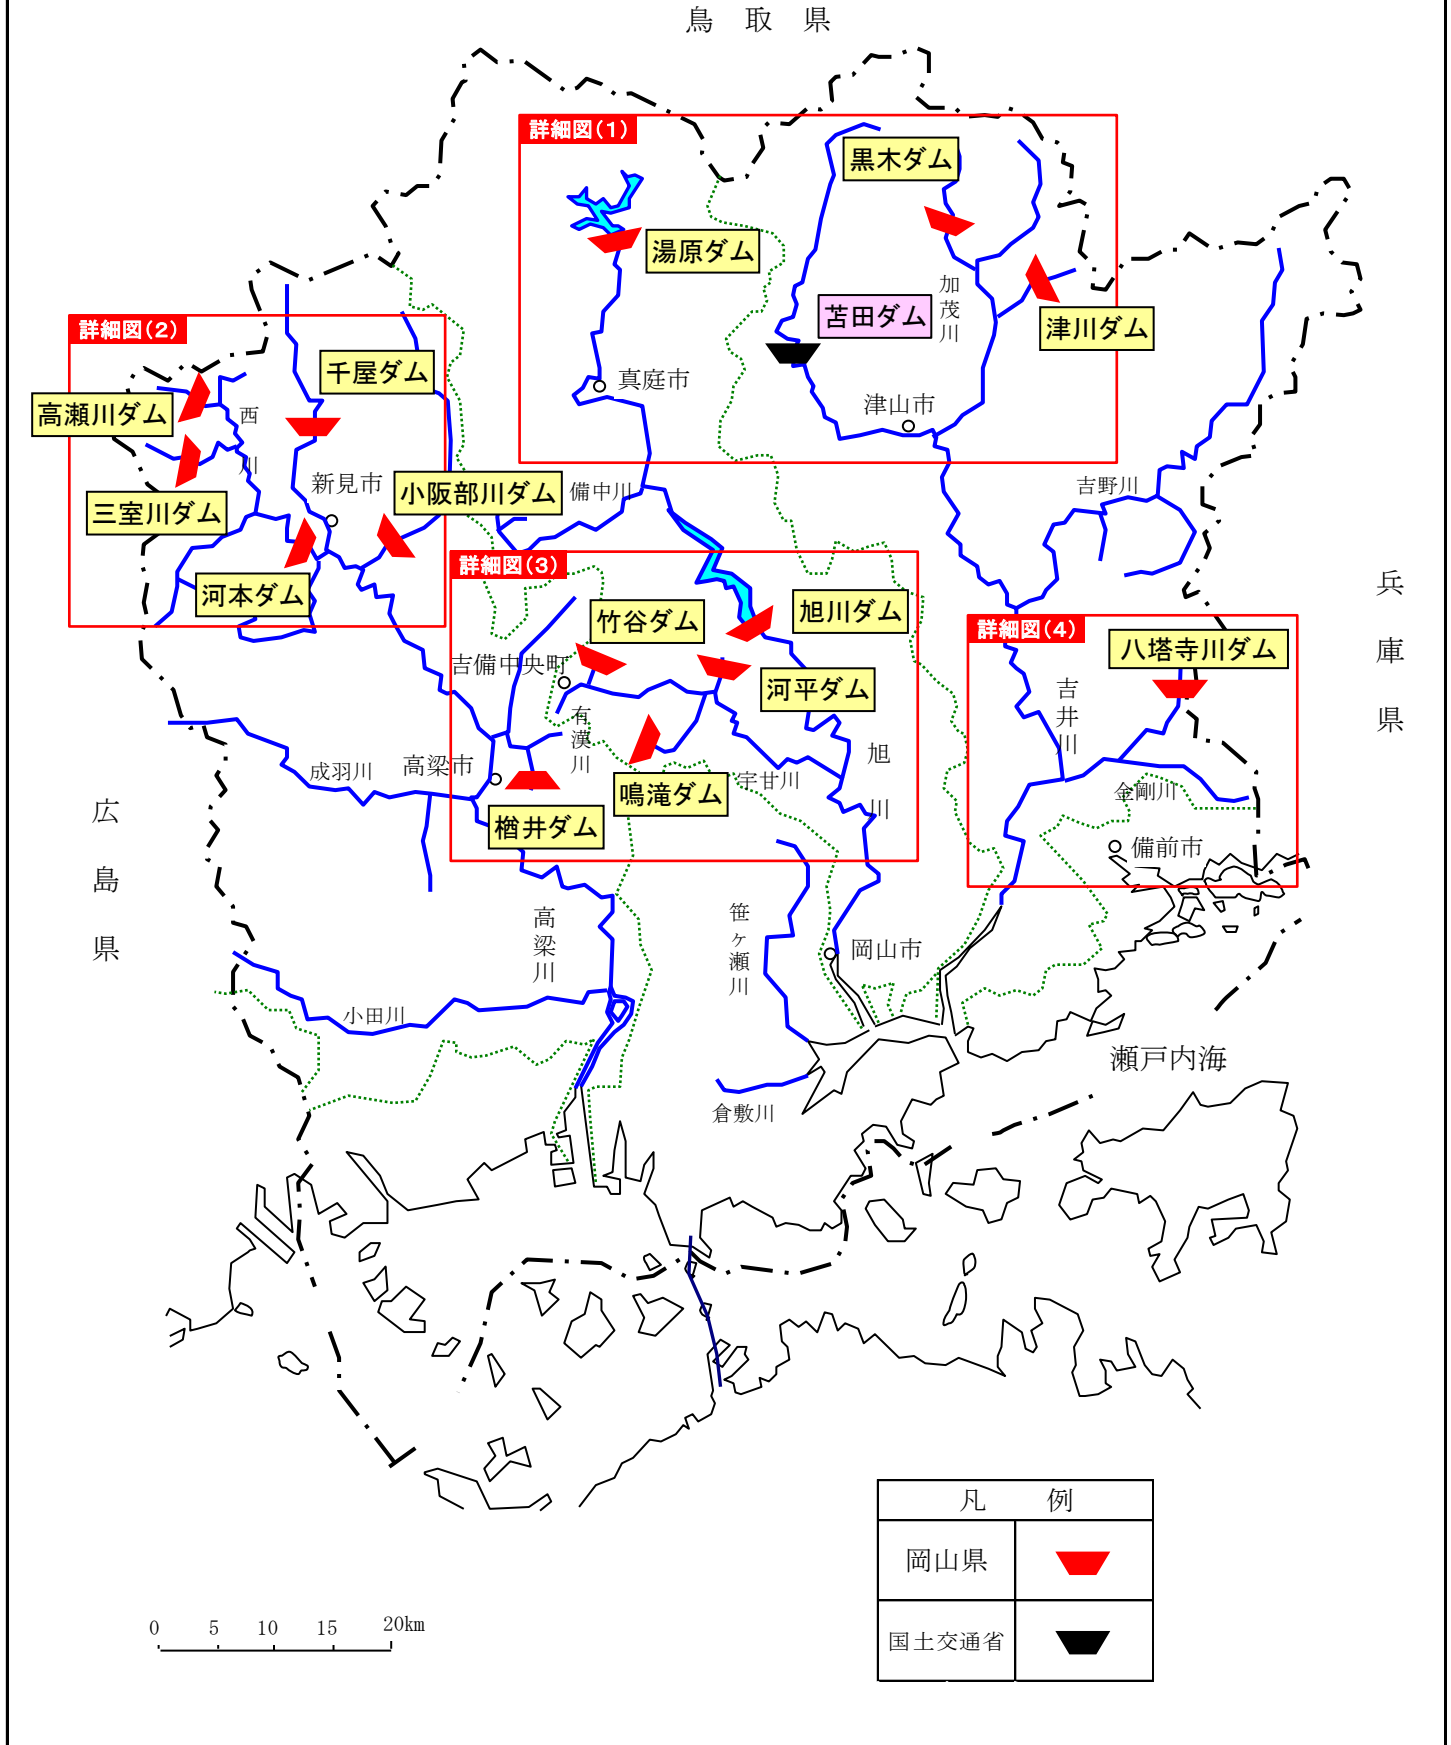 鳥取県
詳細図(1)
黒木ダム
湯原ダム
加茂川
苫田ダム
津川ダム
詳細図(2)
千屋ダム
真庭市
高瀬川ダム
西川
津山市
新見市
小阪部川ダム
備中川
吉野川
三室川ダム
詳細図(3)
河本ダム
竹谷ダム
旭川ダム
兵庫県
詳細図(4)
八塔寺川ダム
吉備中央町
河平ダム
吉井川
有漢川
旭川
成羽川
高梁市
鳴滝ダム
宇甘川
金剛川
広島県
楢井ダム
備前市
高梁川
笹ヶ瀬川
岡山市
小田川
瀬戸内海
倉敷川
凡例
岡山県
国土交通省
0 5 10 15 20km